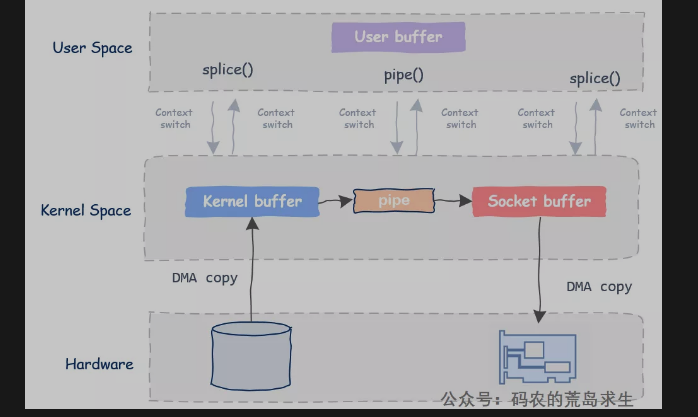 User Space
User buffer
splice()
pipe()
splice()
Context
switch
Context
switch
Context
switch
Context
switch
Context
switch
Context
switch
Kernel Space
Kernel buffer
pipe
Socket buffer
DMA copy
DMA copy
Hardware
公众号：码农的荒岛求生